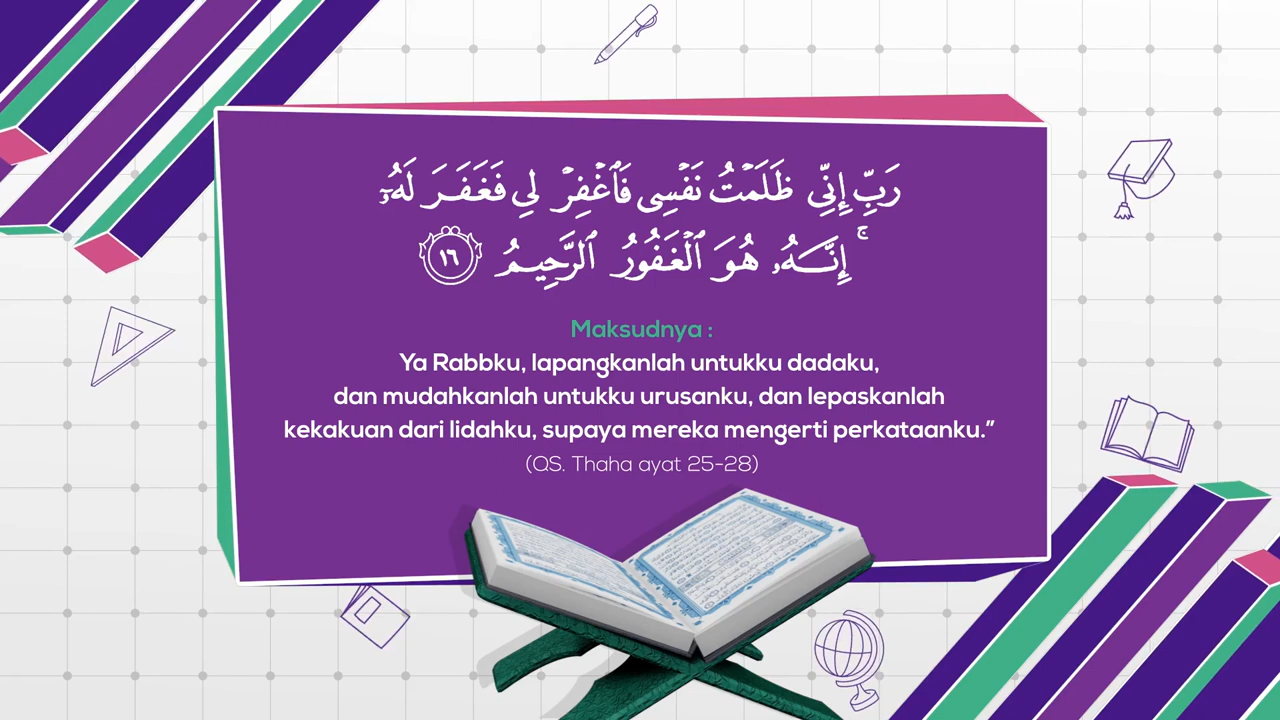 رَبِّ إِنِّي ظَلَمۡتُ نَفۡسِي فَٱغۡفِرۡ لِي فَغَفَرَ لَهُۥٓ
ۚ إِنَّهُۥ هُوَ ٱلۡغَفُورُ ٱلرَّحِيمُ ١٦
Maksudnya :
Ya Rabbku, lapangkanlah untukku dadaku,
dan mudahkanlah untukku urusanku, dan lepaskanlah
kekakuan dari lidahku, supaya mereka mengerti perkataanku.”
(QS. Thaha ayat 25-28)